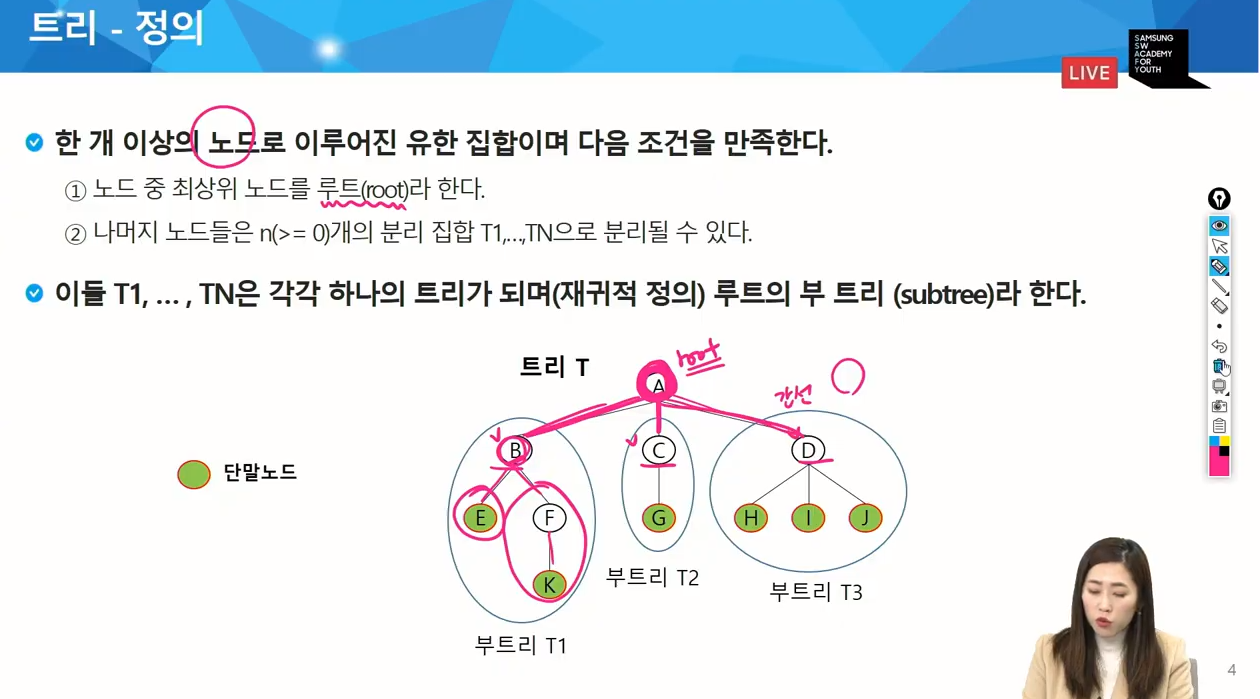 트리 - 정의
SAMSUNG
SW
ACADEMY
FOR
YOUTH
LIVE
한 개 이상의 노드로 이루어진 유한 집합이며 다음 조건을 만족한다.
① 노드 중 최상위 노드를 루트(root)라 한다.
② 나머지 노드들은 n(>= 0)개의 분리 집합 T1,...,TN으로 분리될 수 있다.
이들 T1, ... , TN은 각각 하나의 트리가 되며(재귀적 정의) 루트의 부 트리 (subtree)라 한다.
트리 T
root
A
간선
B
C
D
단말노드
E
F
G
H
I
J
K
부트리 T2
부트리 T3
부트리 T1
4